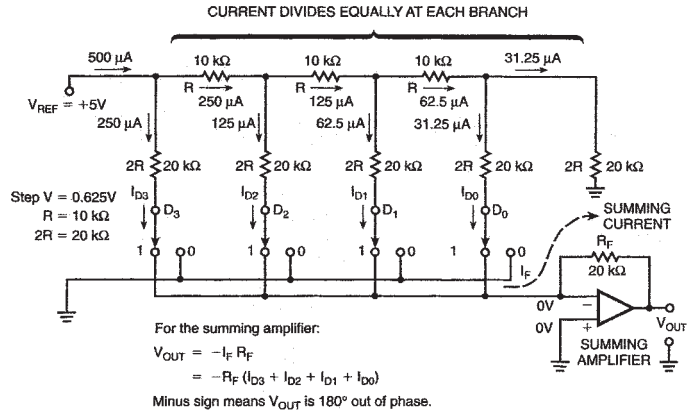 CURRENT DIVIDES EQUALLY AT EACH BRANCH
500 µA
10 kΩ
10 kΩ
10 kΩ
31.25 µA
R
R
R
VREF = +5V
250 µA
125 µA
62.5 µA
250 µA
125 µA
62.5 µA
31.25 µA
2R 20 kΩ
2R 20 kΩ
2R 20 kΩ
2R 20 kΩ
2R 20 kΩ
Step V = 0.625V
R = 10 kΩ
2R = 20 kΩ
ID3
D3
ID2
D2
ID1
D1
ID0
D0
SUMMING
CURRENT
1 0
1 0
1 0
1 0
IF
RF
20 kΩ
0V
−
0V
+
VOUT
SUMMING
AMPLIFIER
For the summing amplifier:
VOUT = −IF RF
= −RF (ID3 + ID2 + ID1 + ID0)
Minus sign means VOUT is 180° out of phase.